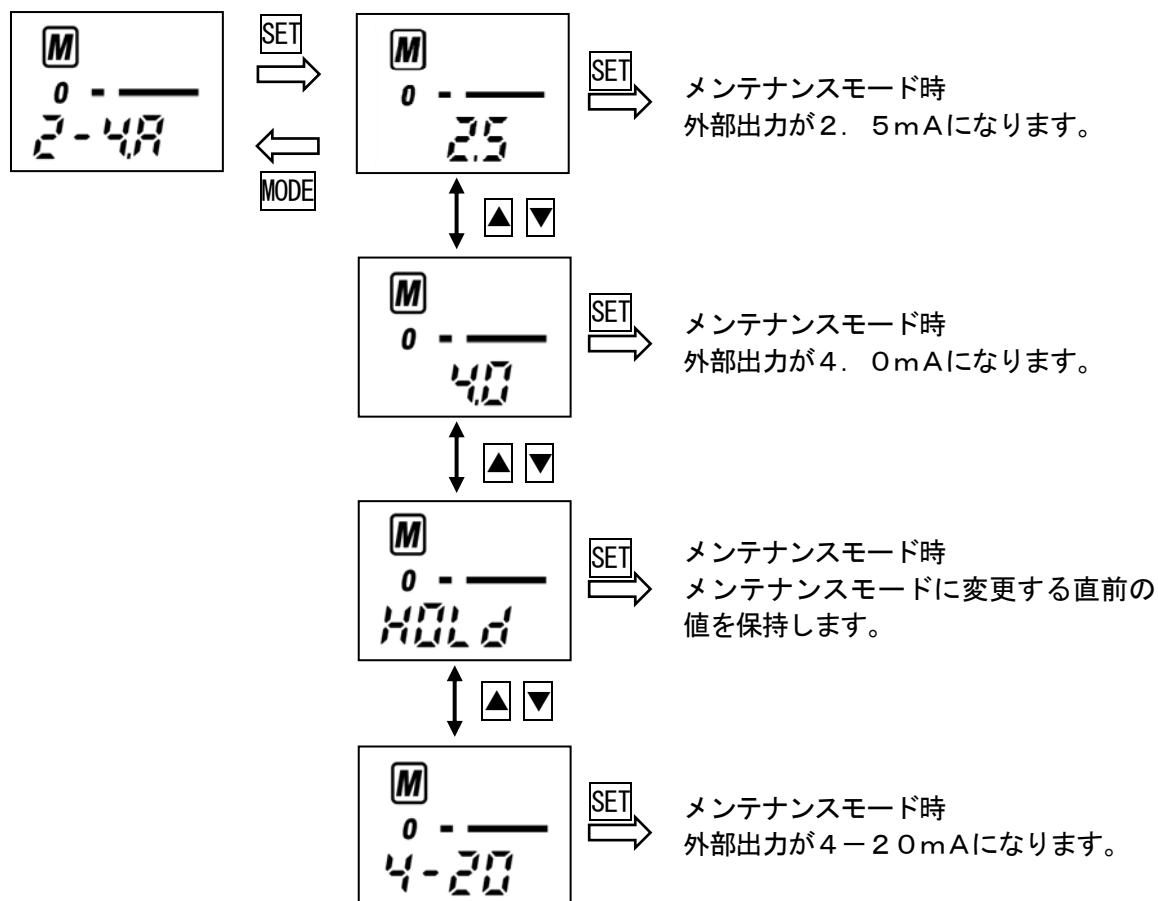 M
0
2-4.A
SET
MODE
M
0
2.5
SET
メンテナンスモード時
外部出力が2．5mAになります。
▲ ▼
M
0
4.0
SET
メンテナンスモード時
外部出力が4．0mAになります。
▲ ▼
M
0
HOLd
SET
メンテナンスモード時
メンテナンスモードに変更する直前の
値を保持します。
▲ ▼
M
0
4-20
SET
メンテナンスモード時
外部出力が4－20mAになります。